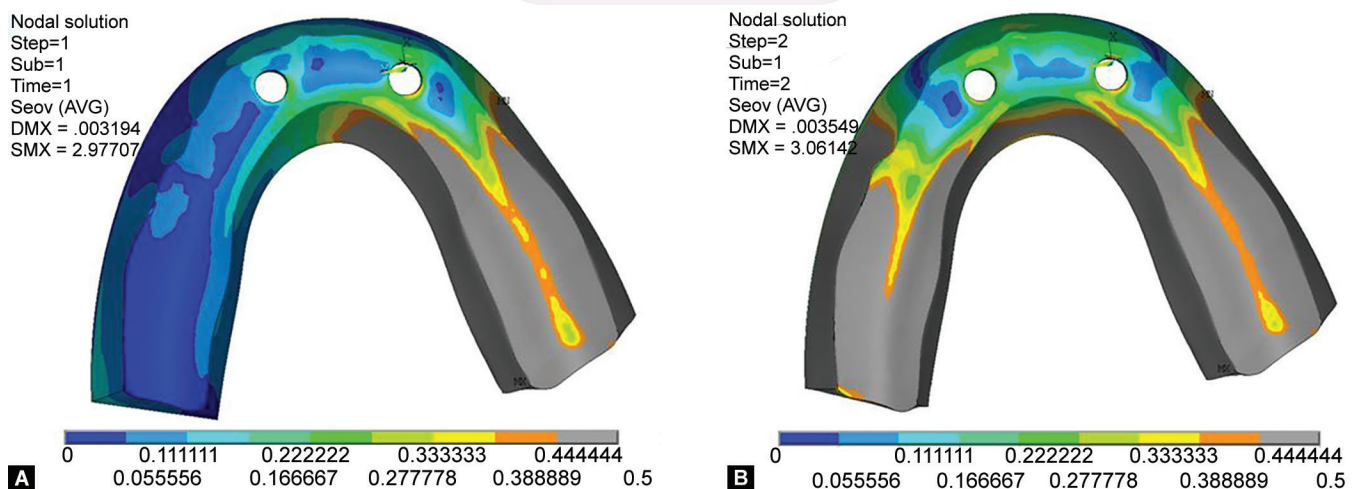 Nodal solution
Step=1
Sub=1
Time=1
Seov (AVG)
DMX = .003194
SMX = 2.97707
X
MX
0 0.111111 0.222222 0.333333 0.444444
0.055556 0.166667 0.277778 0.388889 0.5
A
Nodal solution
Step=2
Sub=1
Time=2
Seov (AVG)
DMX = .003549
SMX = 3.06142
X
MX
0 0.111111 0.222222 0.333333 0.444444
0.055556 0.166667 0.277778 0.388889 0.5
B